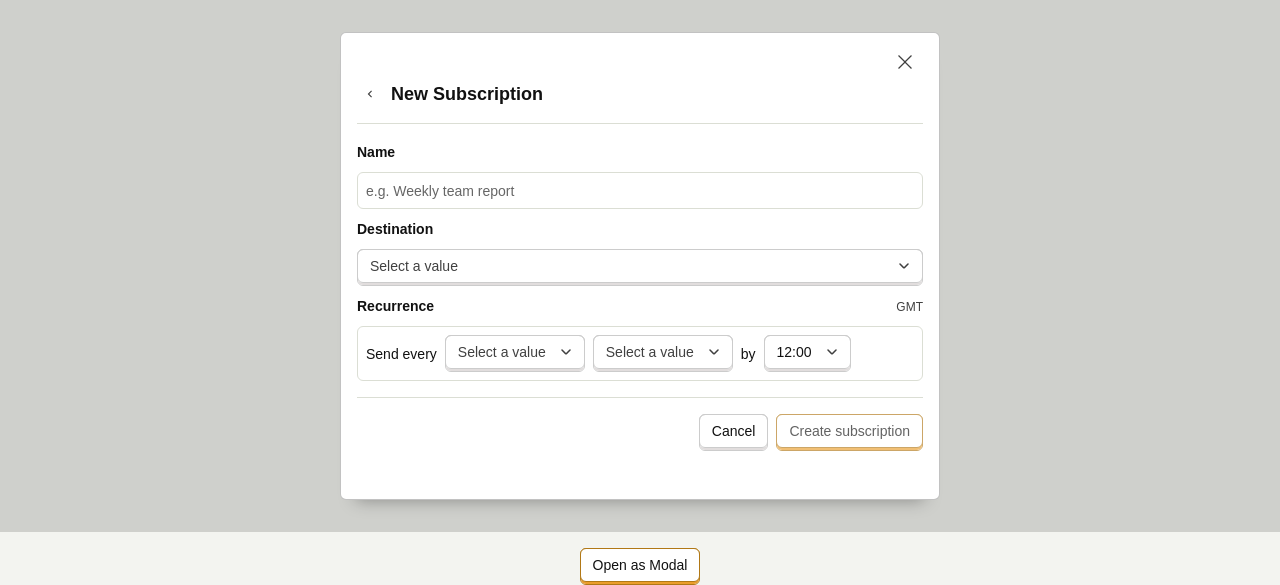 New Subscription
Name
e.g. Weekly team report
Destination
Select a value
Recurrence GMT
Send every Select a value Select a value by 12:00
Cancel Create subscription
Open as Modal